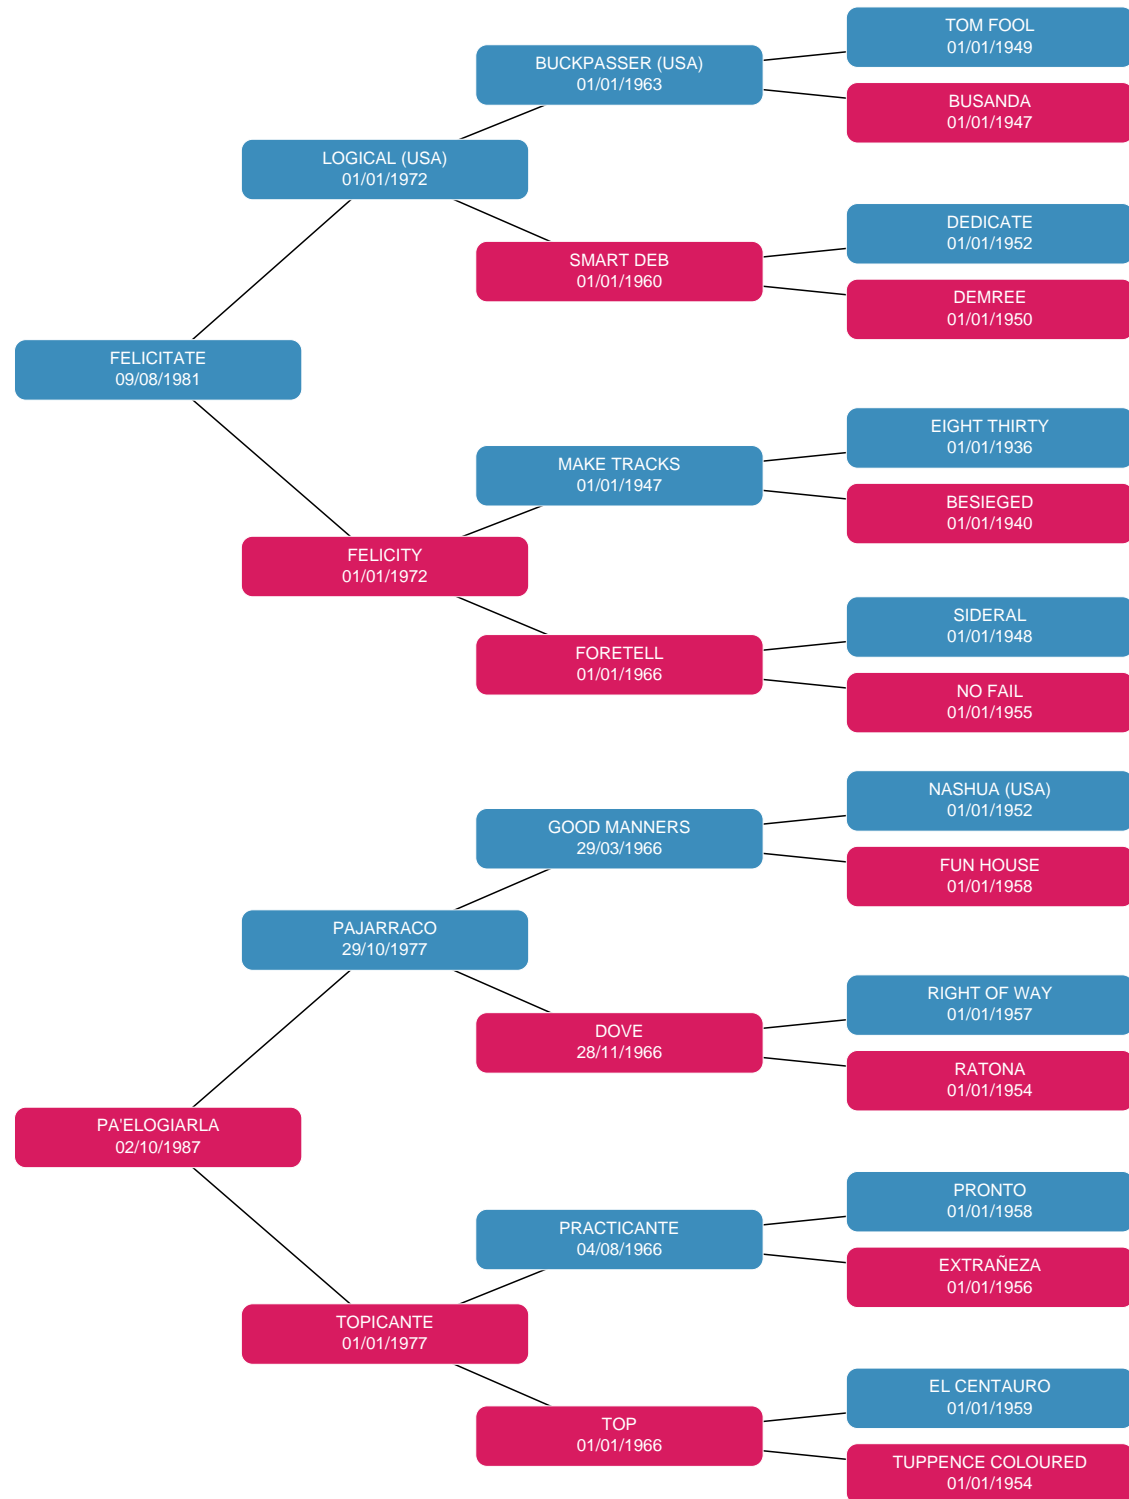 TOM FOOL
01/01/1949
BUCKPASSER (USA)
01/01/1963
BUSANDA
01/01/1947
LOGICAL (USA)
01/01/1972
DEDICATE
01/01/1952
SMART DEB
01/01/1960
DEMREE
01/01/1950
FELICITATE
09/08/1981
EIGHT THIRTY
01/01/1936
MAKE TRACKS
01/01/1947
BESIEGED
01/01/1940
FELICITY
01/01/1972
SIDERAL
01/01/1948
FORETELL
01/01/1966
NO FAIL
01/01/1955
NASHUA (USA)
01/01/1952
GOOD MANNERS
29/03/1966
FUN HOUSE
01/01/1958
PAJARRACO
29/10/1977
RIGHT OF WAY
01/01/1957
DOVE
28/11/1966
RATONA
01/01/1954
PA'ELOGIARLA
02/10/1987
PRONTO
01/01/1958
PRACTICANTE
04/08/1966
EXTRAÑEZA
01/01/1956
TOPICANTE
01/01/1977
EL CENTAURO
01/01/1959
TOP
01/01/1966
TUPPENCE COLOURED
01/01/1954